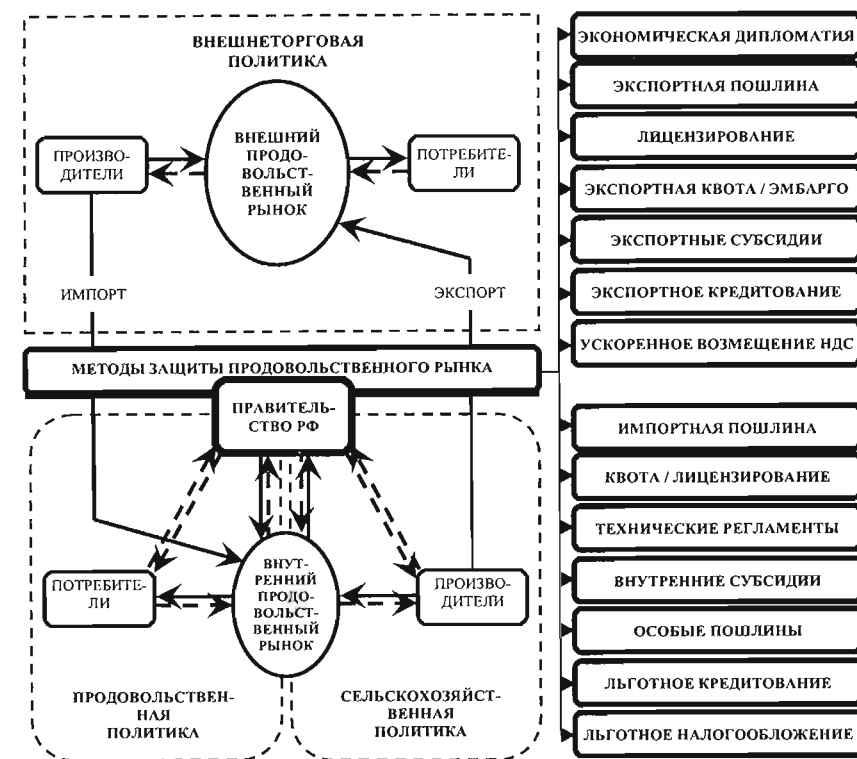 ВНЕШНЕТОРГОВАЯ
ПОЛИТИКА
ПРОИЗВО-
ДИТЕЛИ
ВНЕШНИЙ
ПРОДО-
ВОЛЬСТ-
ВЕННЫЙ
РЫНОК
ПОТРЕБИТЕ-
ЛИ
ИМПОРТ
ЭКСПОРТ
МЕТОДЫ ЗАЩИТЫ ПРОДОВОЛЬСТВЕННОГО РЫНКА
ПРАВИТЕЛЬ-
СТВО РФ
ПОТРЕБИТЕ-
ЛИ
ВНУТ-
РЕННИЙ
ПРОДО-
ВОЛЬСТ-
ВЕННЫЙ
РЫНОК
ПРОИЗВО-
ДИТЕЛИ
ПРОДОВОЛЬСТВЕН-
НАЯ
ПОЛИТИКА
СЕЛЬСКОХОЗЯЙСТ-
ВЕННАЯ
ПОЛИТИКА
ЭКОНОМИЧЕСКАЯ ДИПЛОМАТИЯ
ЭКСПОРТНАЯ ПОШЛИНА
ЛИЦЕНЗИРОВАНИЕ
ЭКСПОРТНАЯ КВОТА / ЭМБАРГО
ЭКСПОРТНЫЕ СУБСИДИИ
ЭКСПОРТНОЕ КРЕДИТОВАНИЕ
УСКОРЕННОЕ ВОЗМЕЩЕНИЕ НДС
ИМПОРТНАЯ ПОШЛИНА
КВОТА / ЛИЦЕНЗИРОВАНИЕ
ТЕХНИЧЕСКИЕ РЕГЛАМЕНТЫ
ВНУТРЕННИЕ СУБСИДИИ
ОСОБЫЕ ПОШЛИНЫ
ЛЬГОТНОЕ КРЕДИТОВАНИЕ
ЛЬГОТНОЕ НАЛОГООБЛОЖЕНИЕ